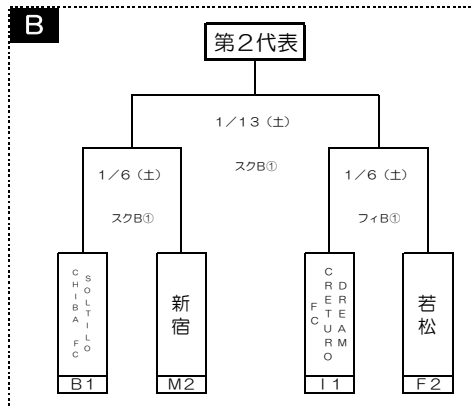 B
第2代表
1／13（土）
スクB①
1／6（土）
スクB①
1／6（土）
フィB①
SOLTILO
CHIBA FC
新宿
DREAM
CRETURO
FC
若松
B1
M2
I1
F2